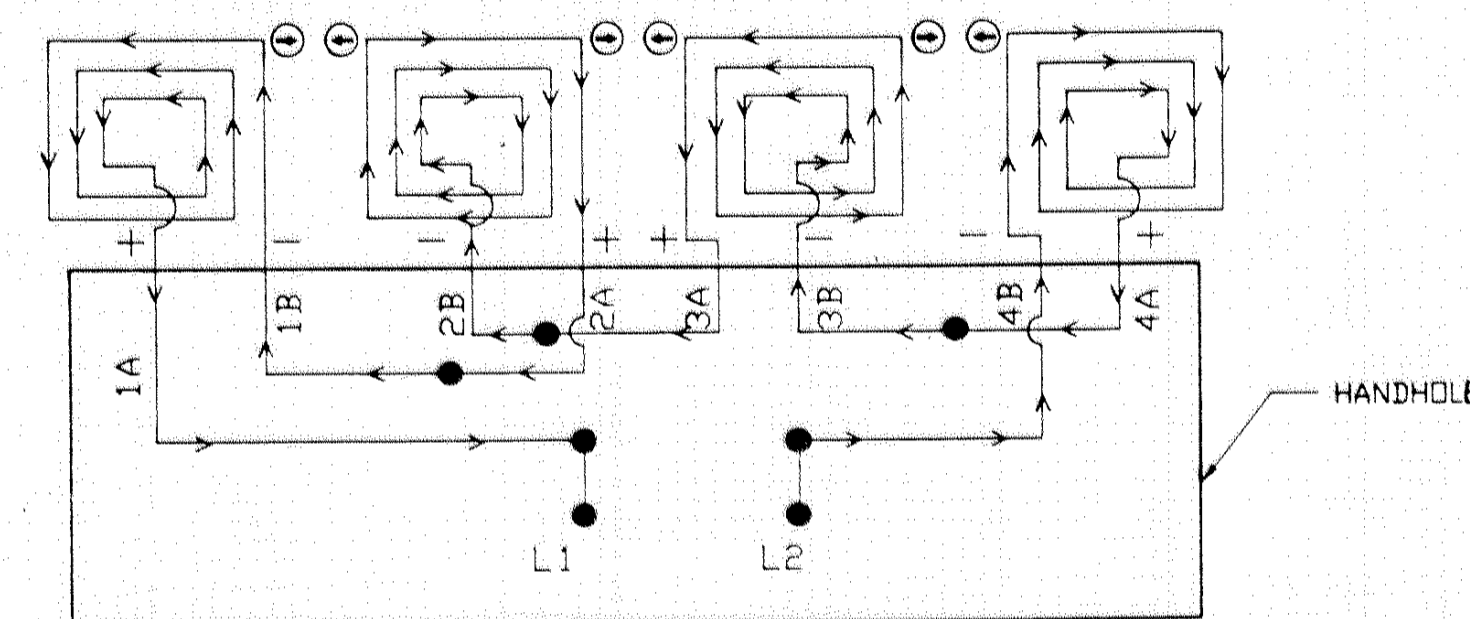 + − − + + − − +
1A 1B 2B 2A 3A 3B 4B 4A
HANDHOLE
L1 L2